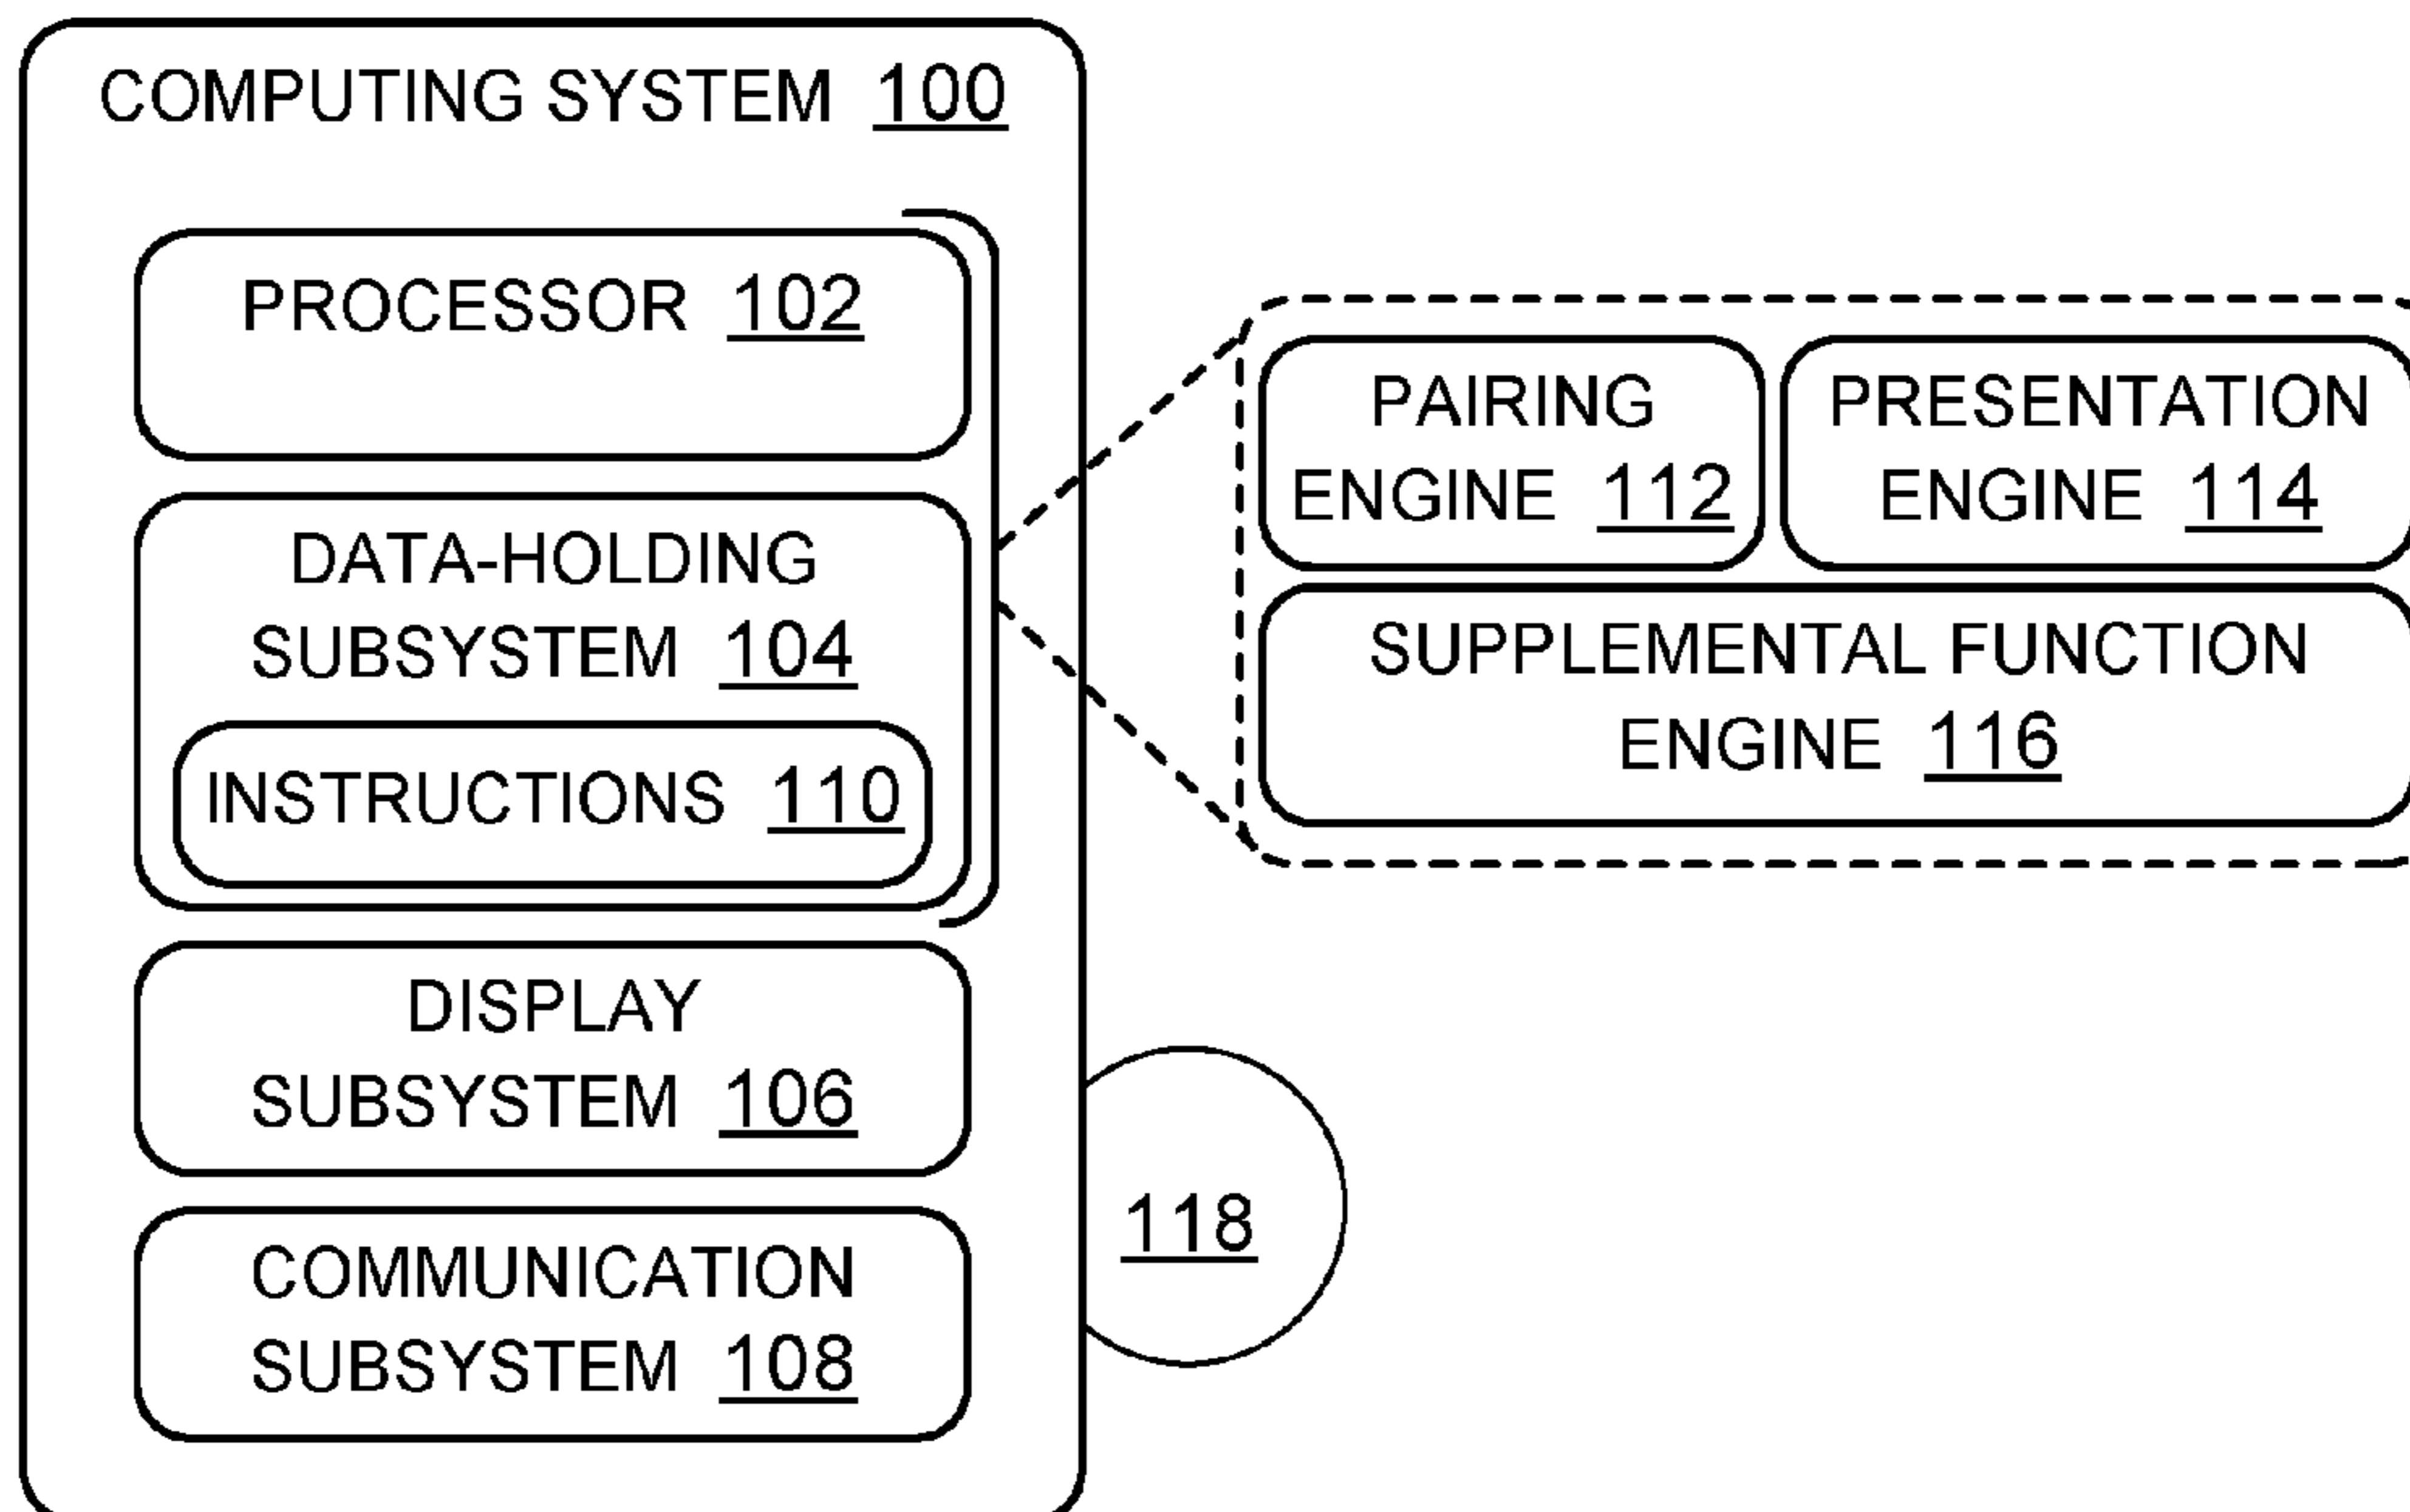 COMPUTING SYSTEM 100
PROCESSOR 102
DATA-HOLDING
SUBSYSTEM 104
INSTRUCTIONS 110
DISPLAY
SUBSYSTEM 106
COMMUNICATION
SUBSYSTEM 108
PAIRING
ENGINE 112
PRESENTATION
ENGINE 114
SUPPLEMENTAL FUNCTION
ENGINE 116
118